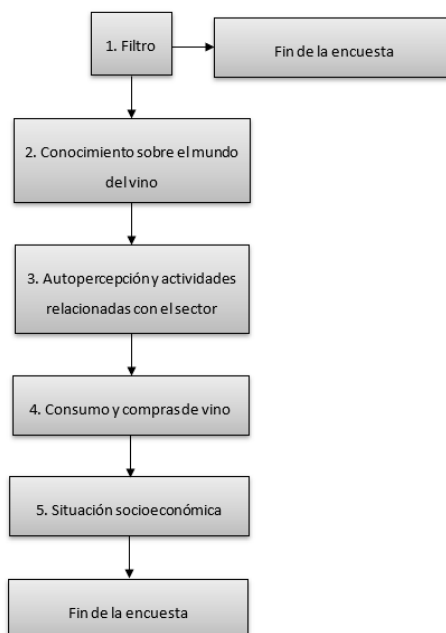 1. Filtro
Fin de la encuesta
2. Conocimiento sobre el mundo
del vino
3. Autopercepción y actividades
relacionadas con el sector
4. Consumo y compras de vino
5. Situación socioeconómica
Fin de la encuesta